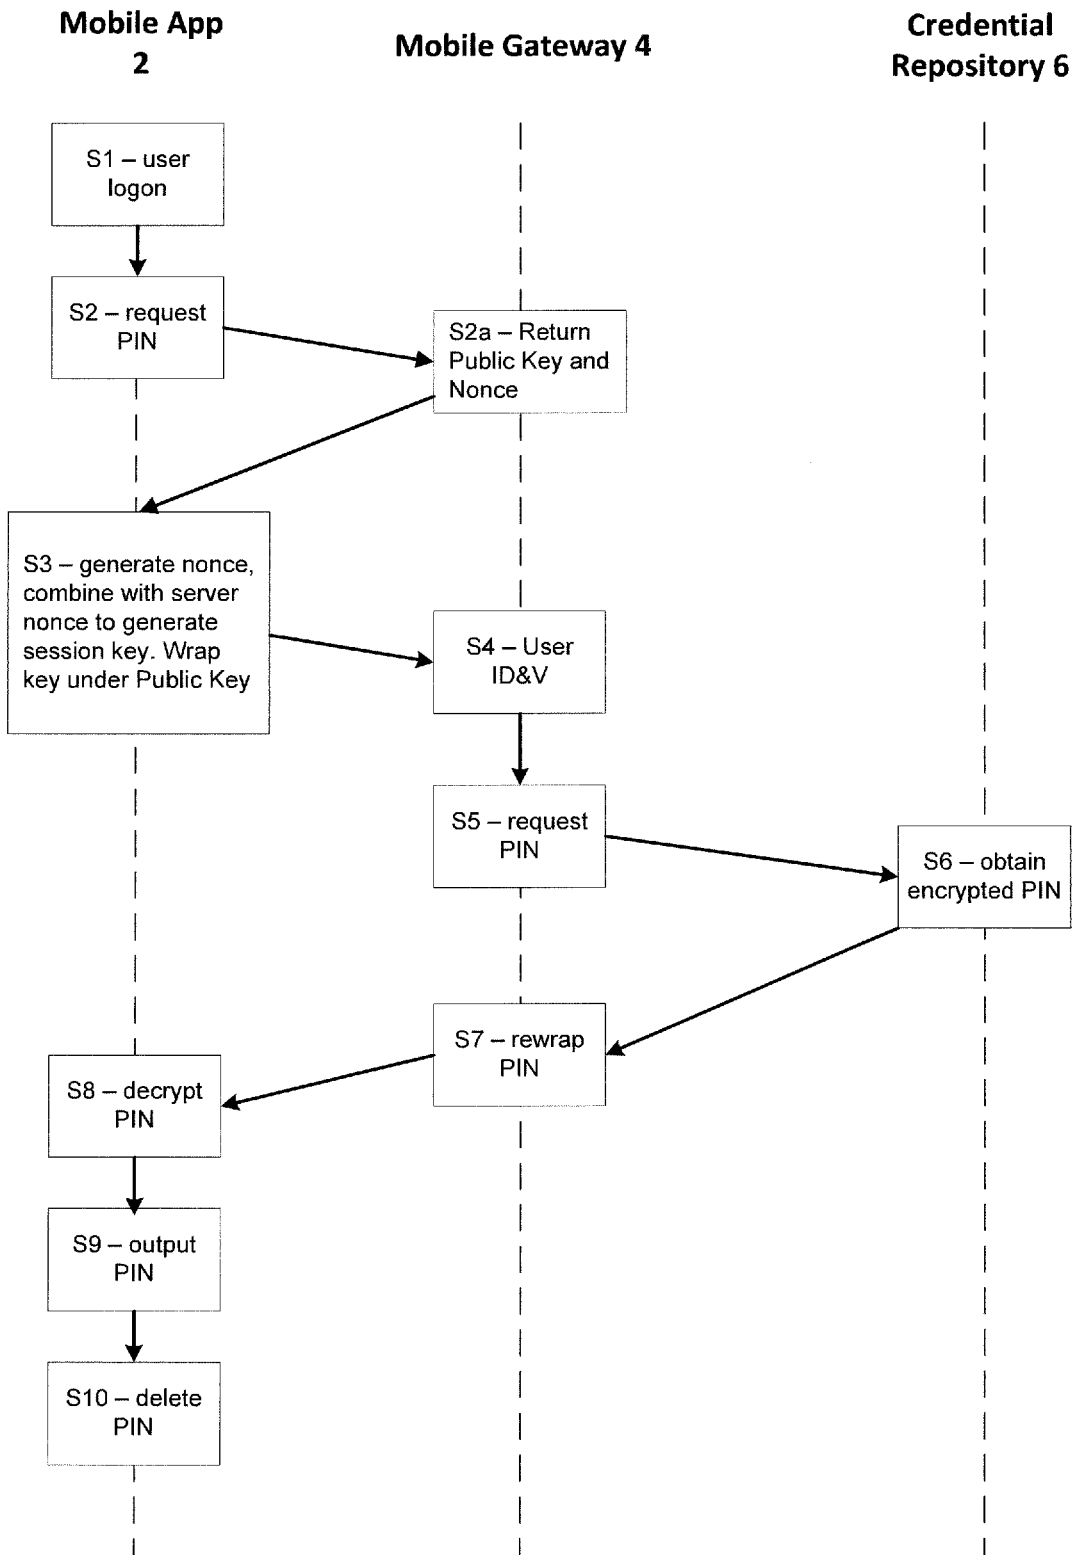 Mobile App
2
Mobile Gateway 4
Credential
Repository 6
S1 – user
logon
S2 – request
PIN
S2a – Return
Public Key and
Nonce
S3 – generate nonce,
combine with server
nonce to generate
session key. Wrap
key under Public Key
S4 – User
ID&V
S5 – request
PIN
S6 – obtain
encrypted PIN
S7 – rewrap
PIN
S8 – decrypt
PIN
S9 – output
PIN
S10 – delete
PIN